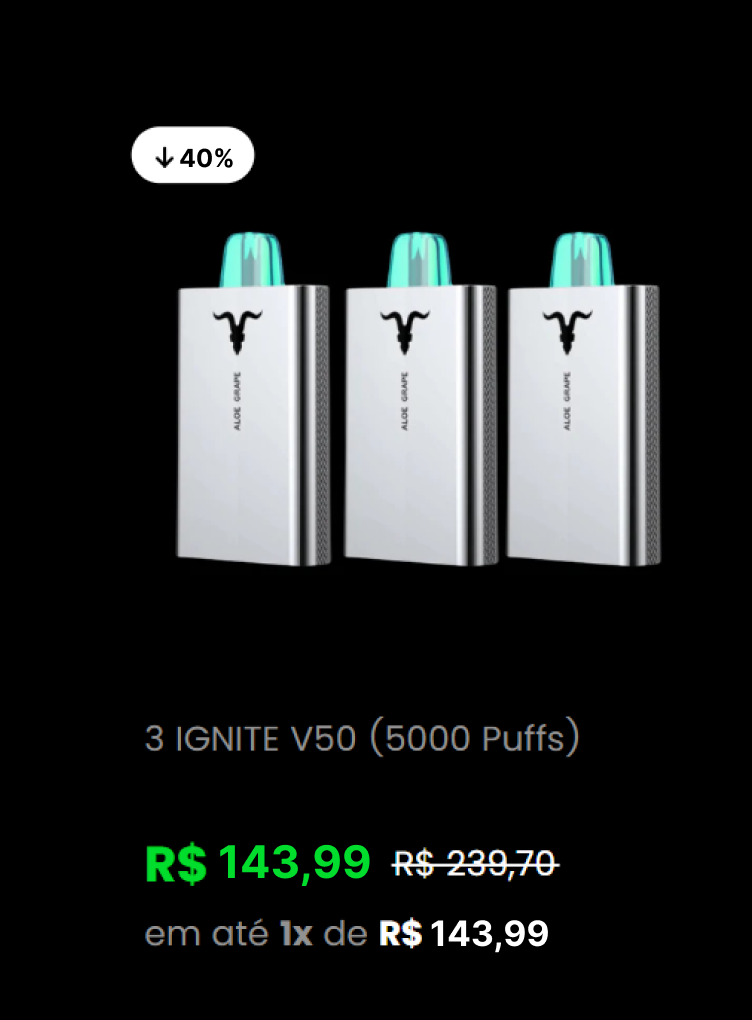 ↓40%
ALOE GRAPE
ALOE GRAPE
ALOE GRAPE
3 IGNITE V50 (5000 Puffs)
R$ 143,99 R$ 239,70
em até 1x de R$ 143,99